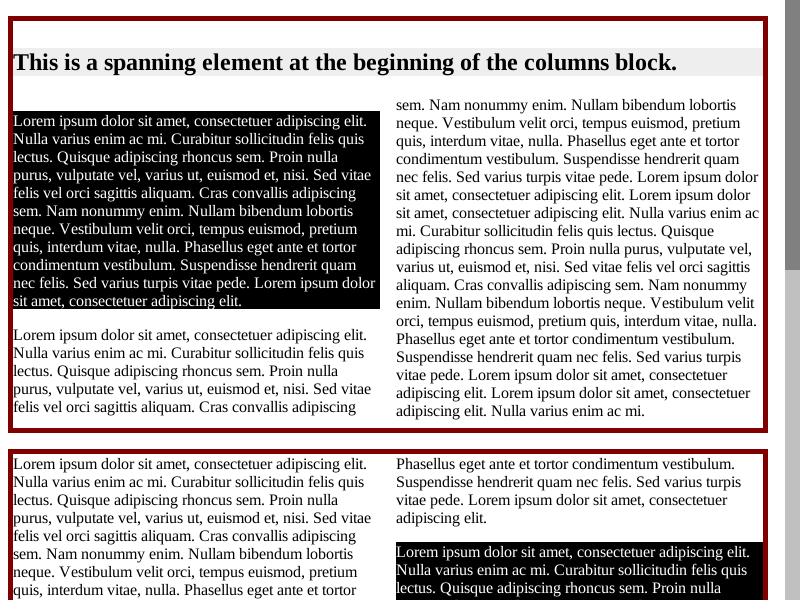 This is a spanning element at the beginning of the columns block.
Lorem ipsum dolor sit amet, consectetuer adipiscing elit.
Nulla varius enim ac mi. Curabitur sollicitudin felis quis
lectus. Quisque adipiscing rhoncus sem. Proin nulla
purus, vulputate vel, varius ut, euismod et, nisi. Sed vitae
felis vel orci sagittis aliquam. Cras convallis adipiscing
sem. Nam nonummy enim. Nullam bibendum lobortis
neque. Vestibulum velit orci, tempus euismod, pretium
quis, interdum vitae, nulla. Phasellus eget ante et tortor
condimentum vestibulum. Suspendisse hendrerit quam
nec felis. Sed varius turpis vitae pede. Lorem ipsum dolor
sit amet, consectetuer adipiscing elit.
Lorem ipsum dolor sit amet, consectetuer adipiscing elit.
Nulla varius enim ac mi. Curabitur sollicitudin felis quis
lectus. Quisque adipiscing rhoncus sem. Proin nulla
purus, vulputate vel, varius ut, euismod et, nisi. Sed vitae
felis vel orci sagittis aliquam. Cras convallis adipiscing
sem. Nam nonummy enim. Nullam bibendum lobortis
neque. Vestibulum velit orci, tempus euismod, pretium
quis, interdum vitae, nulla. Phasellus eget ante et tortor
condimentum vestibulum. Suspendisse hendrerit quam
nec felis. Sed varius turpis vitae pede. Lorem ipsum dolor
sit amet, consectetuer adipiscing elit. Lorem ipsum dolor
sit amet, consectetuer adipiscing elit. Nulla varius enim ac
mi. Curabitur sollicitudin felis quis lectus. Quisque
adipiscing rhoncus sem. Proin nulla purus, vulputate vel,
varius ut, euismod et, nisi. Sed vitae felis vel orci sagittis
aliquam. Cras convallis adipiscing sem. Nam nonummy
enim. Nullam bibendum lobortis neque. Vestibulum velit
orci, tempus euismod, pretium quis, interdum vitae, nulla.
Phasellus eget ante et tortor condimentum vestibulum.
Suspendisse hendrerit quam nec felis. Sed varius turpis
vitae pede. Lorem ipsum dolor sit amet, consectetuer
adipiscing elit. Lorem ipsum dolor sit amet, consectetuer
adipiscing elit. Nulla varius enim ac mi.
Lorem ipsum dolor sit amet, consectetuer adipiscing elit.
Nulla varius enim ac mi. Curabitur sollicitudin felis quis
lectus. Quisque adipiscing rhoncus sem. Proin nulla
purus, vulputate vel, varius ut, euismod et, nisi. Sed vitae
felis vel orci sagittis aliquam. Cras convallis adipiscing
sem. Nam nonummy enim. Nullam bibendum lobortis
neque. Vestibulum velit orci, tempus euismod, pretium
quis, interdum vitae, nulla. Phasellus eget ante et tortor
Phasellus eget ante et tortor condimentum vestibulum.
Suspendisse hendrerit quam nec felis. Sed varius turpis
vitae pede. Lorem ipsum dolor sit amet, consectetuer
adipiscing elit.
Lorem ipsum dolor sit amet, consectetuer adipiscing elit.
Nulla varius enim ac mi. Curabitur sollicitudin felis quis
lectus. Quisque adipiscing rhoncus sem. Proin nulla